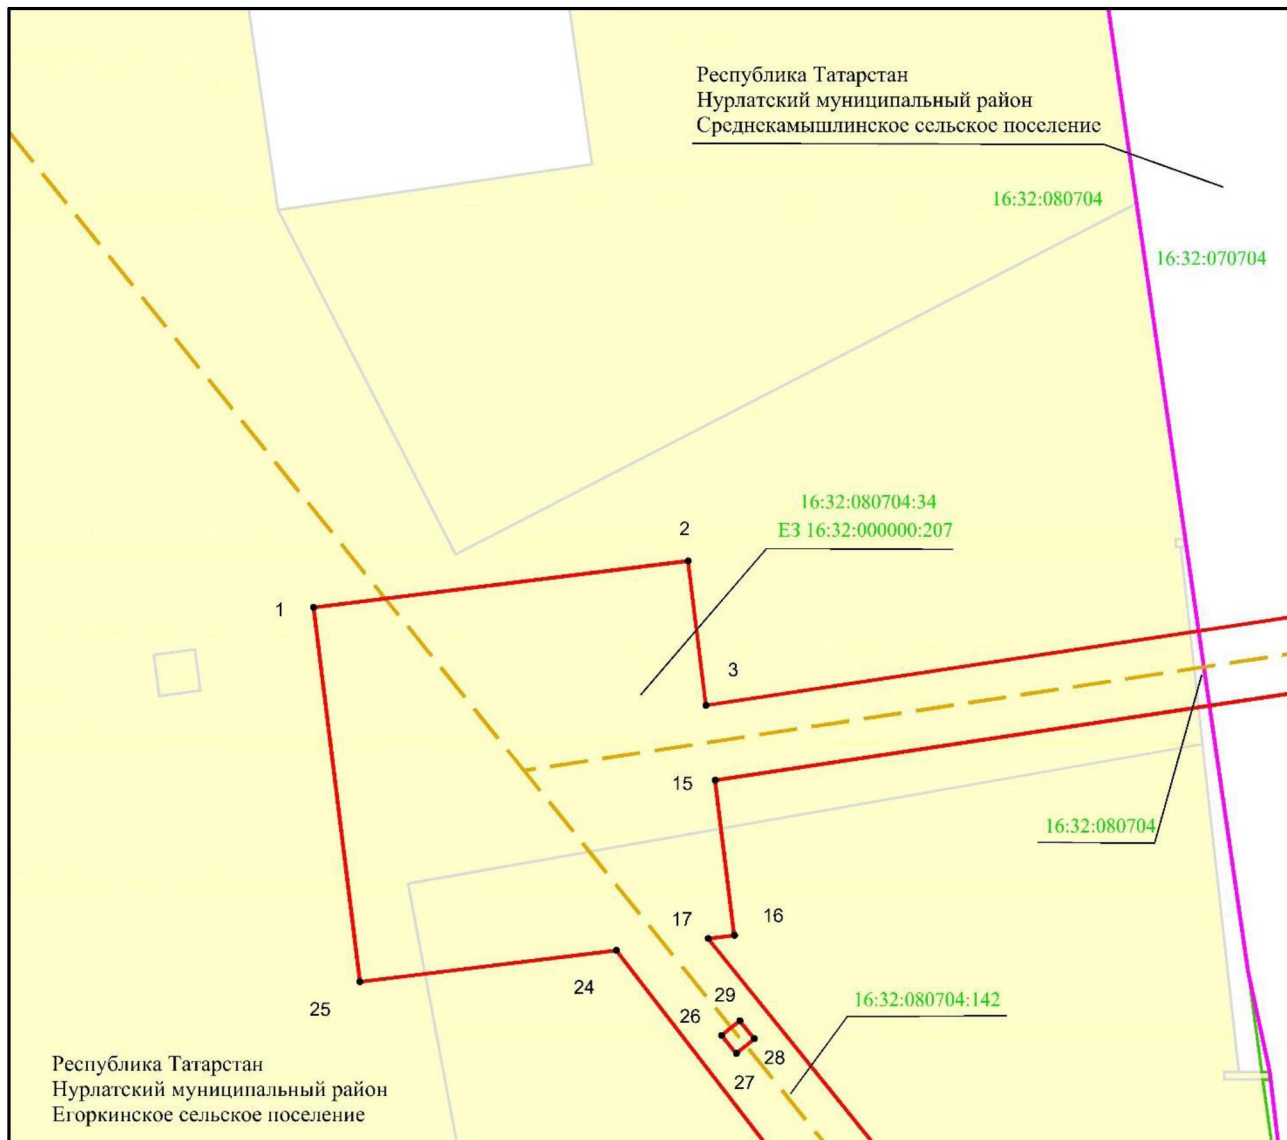 Республика Татарстан
Нурлатский муниципальный район
Среднекамышлинское сельское поселение
16:32:080704
16:32:070704
16:32:080704:34
ЕЗ 16:32:000000:207
2
1
3
15
16:32:080704
17
16
24
25
29
26
16:32:080704:142
28
27
Республика Татарстан
Нурлатский муниципальный район
Егоркинское сельское поселение